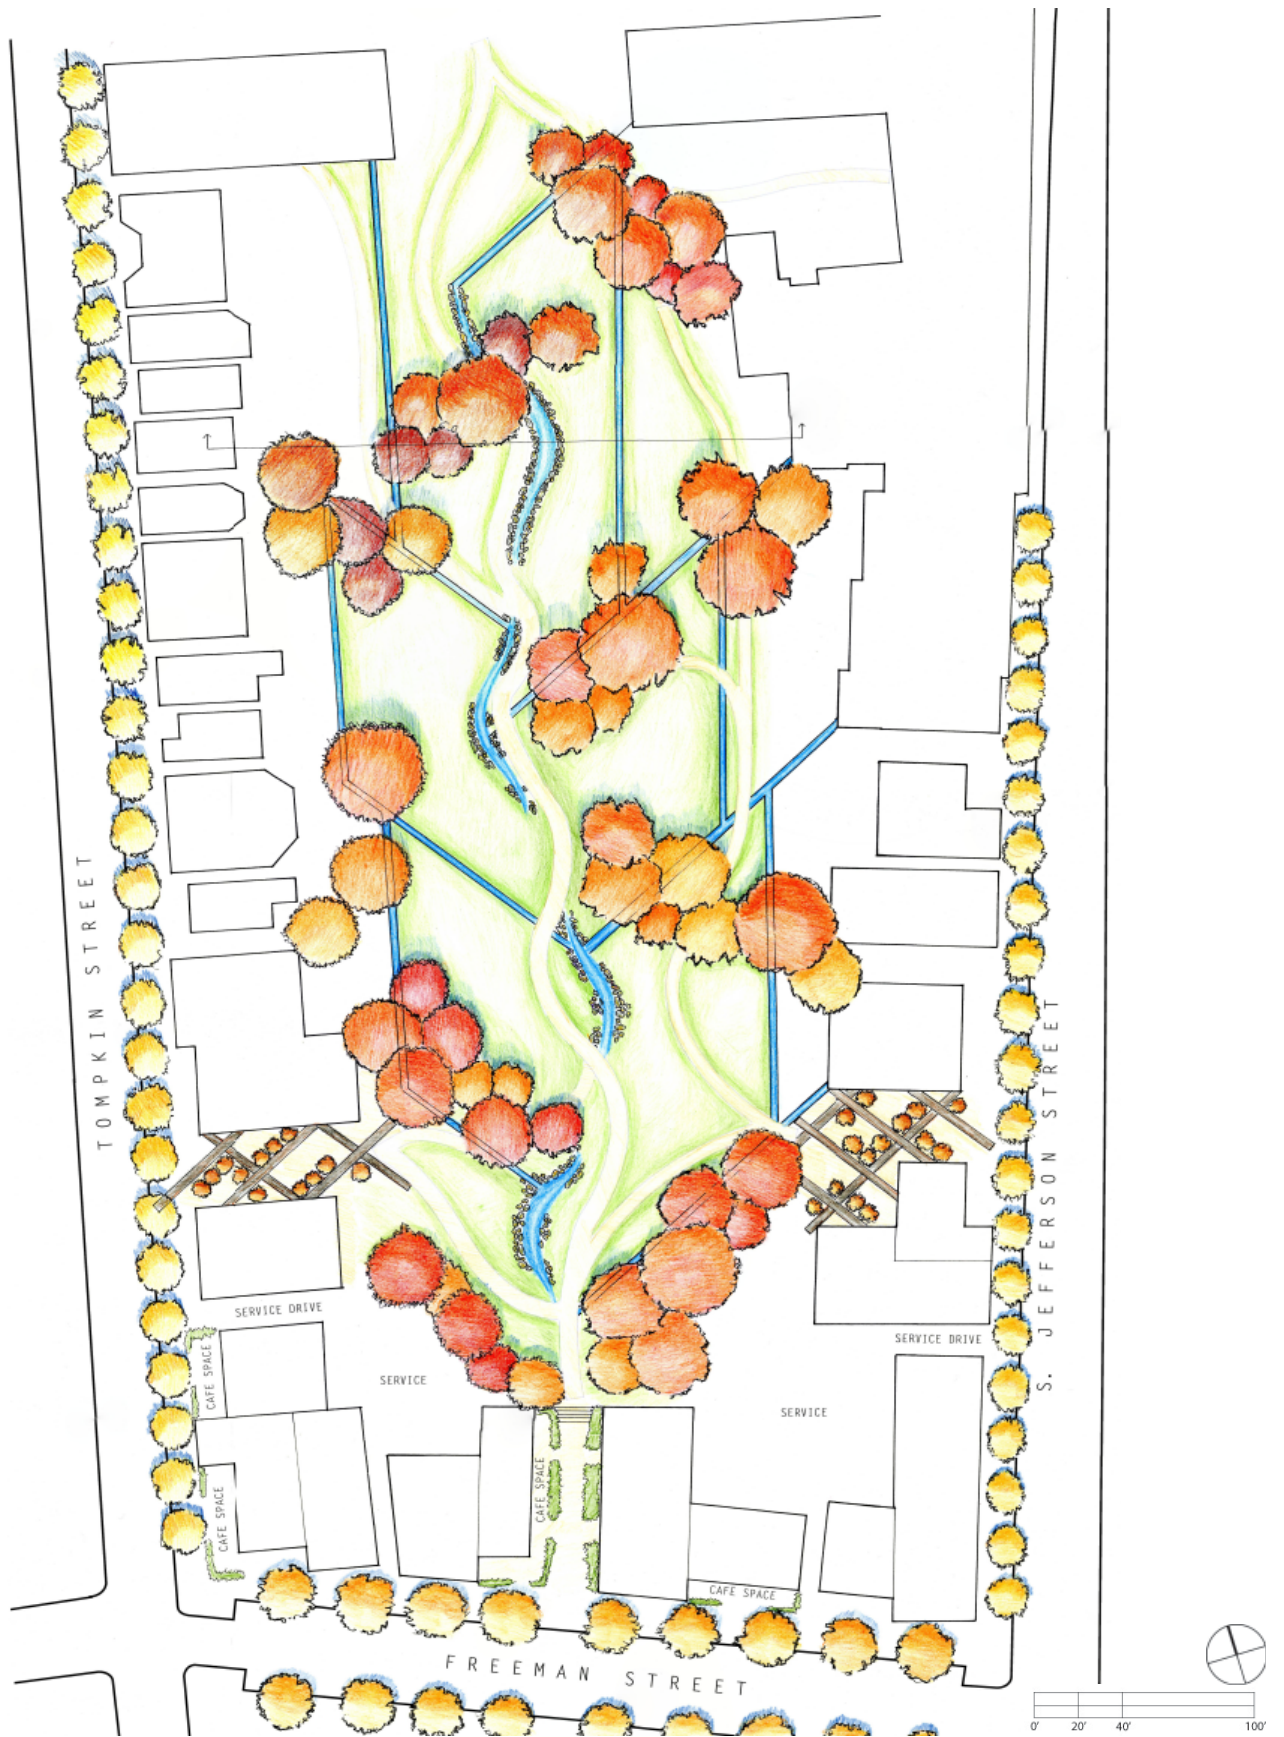 TOMPKIN STREET
S. JEFFERSON STREET
SERVICE DRIVE
SERVICE DRIVE
CAFE SPACE
SERVICE
SERVICE
CAFE SPACE
CAFE SPACE
CAFE SPACE
FREEMAN STREET
0' 20' 40' 100'